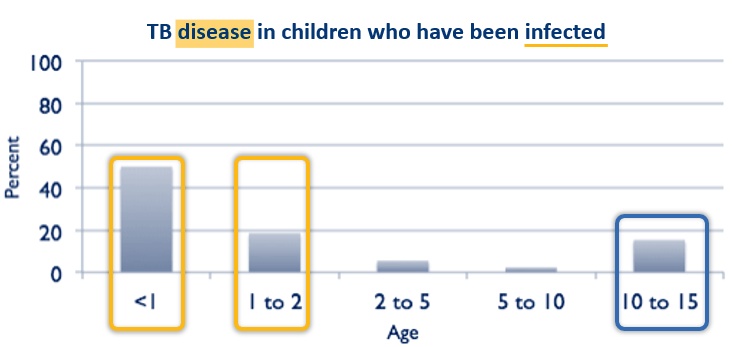 TB disease in children who have been infected
100
80
60
40
20
0
Percent
<1
1 to 2
2 to 5
5 to 10
10 to 15
Age